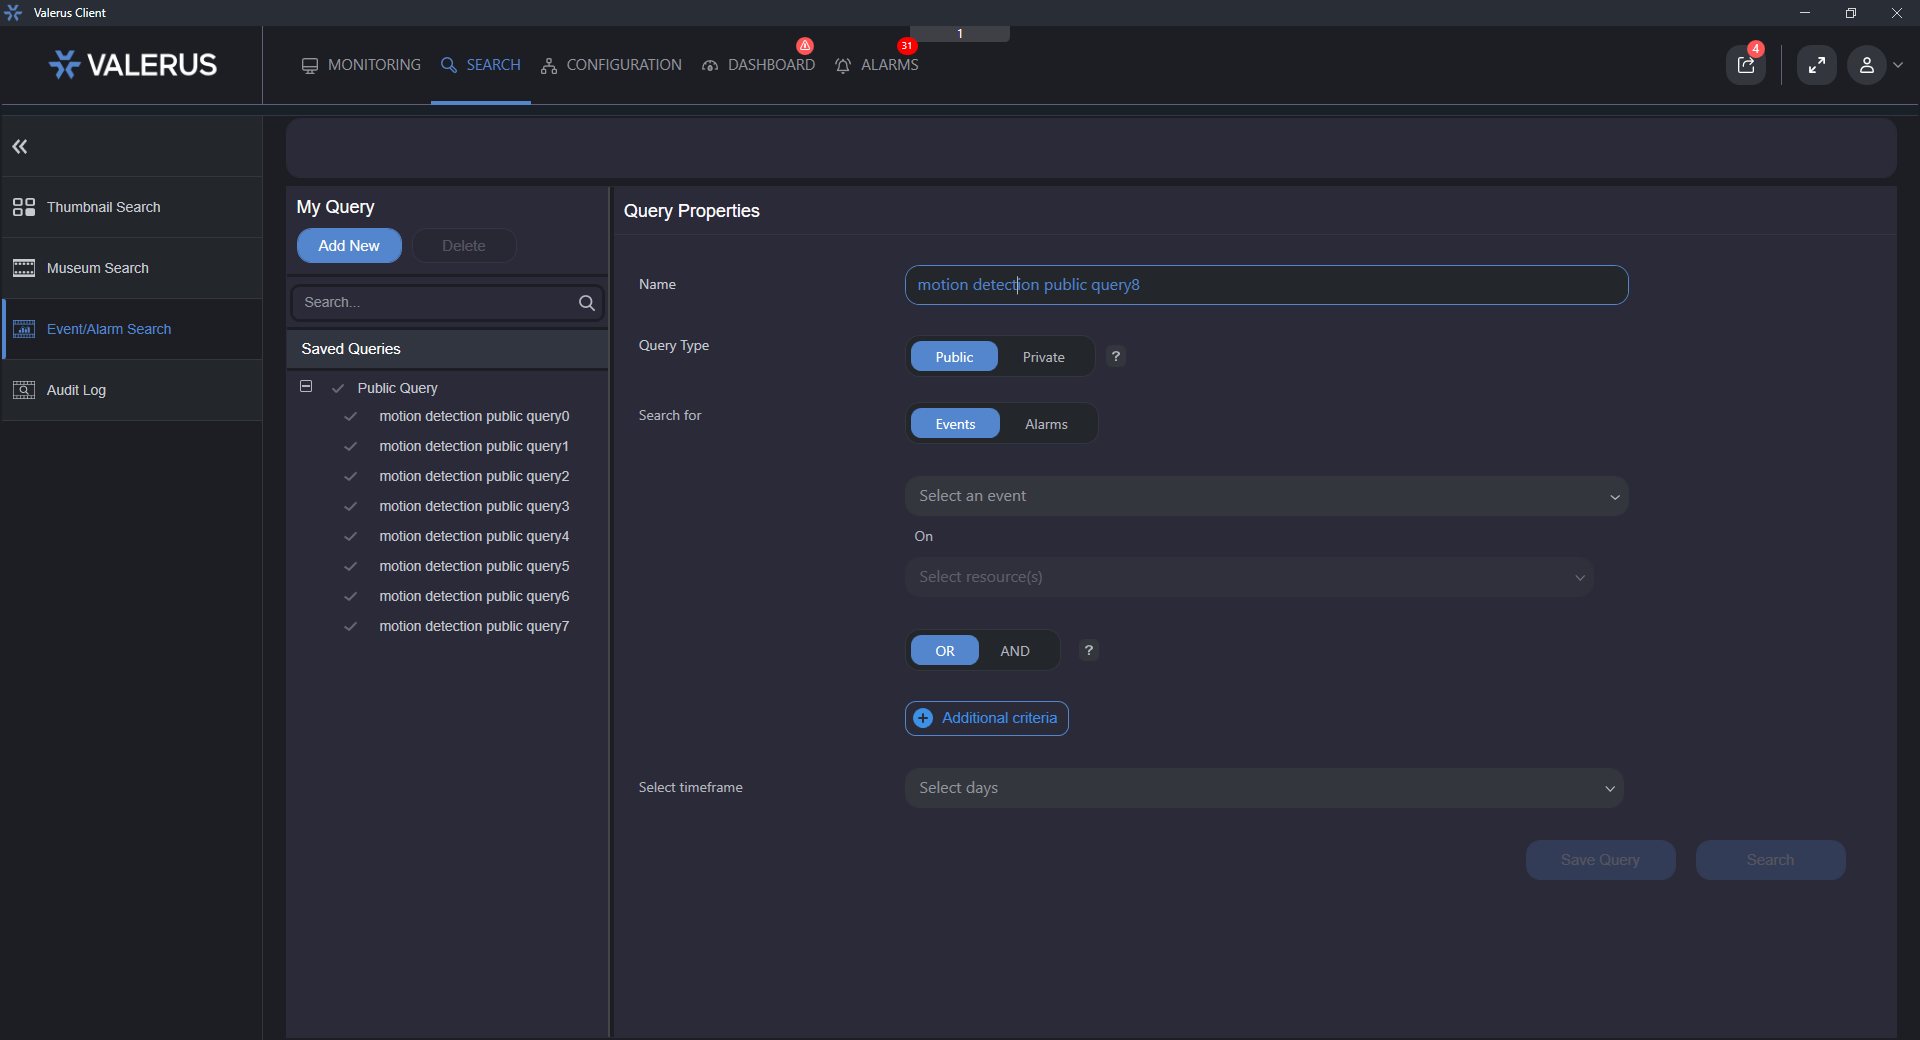 Valerus Client
1
VALERUS
MONITORING
SEARCH
CONFIGURATION
DASHBOARD
31
ALARMS
4
Thumbnail Search
Museum Search
Event/Alarm Search
Audit Log
My Query
Add New
Delete
Search...
Saved Queries
Public Query
motion detection public query0
motion detection public query1
motion detection public query2
motion detection public query3
motion detection public query4
motion detection public query5
motion detection public query6
motion detection public query7
Query Properties
Name
motion detection public query8
Query Type
Public
Private
?
Search for
Events
Alarms
Select an event
On
Select resource(s)
OR
AND
?
Additional criteria
Select timeframe
Select days
Save Query
Search